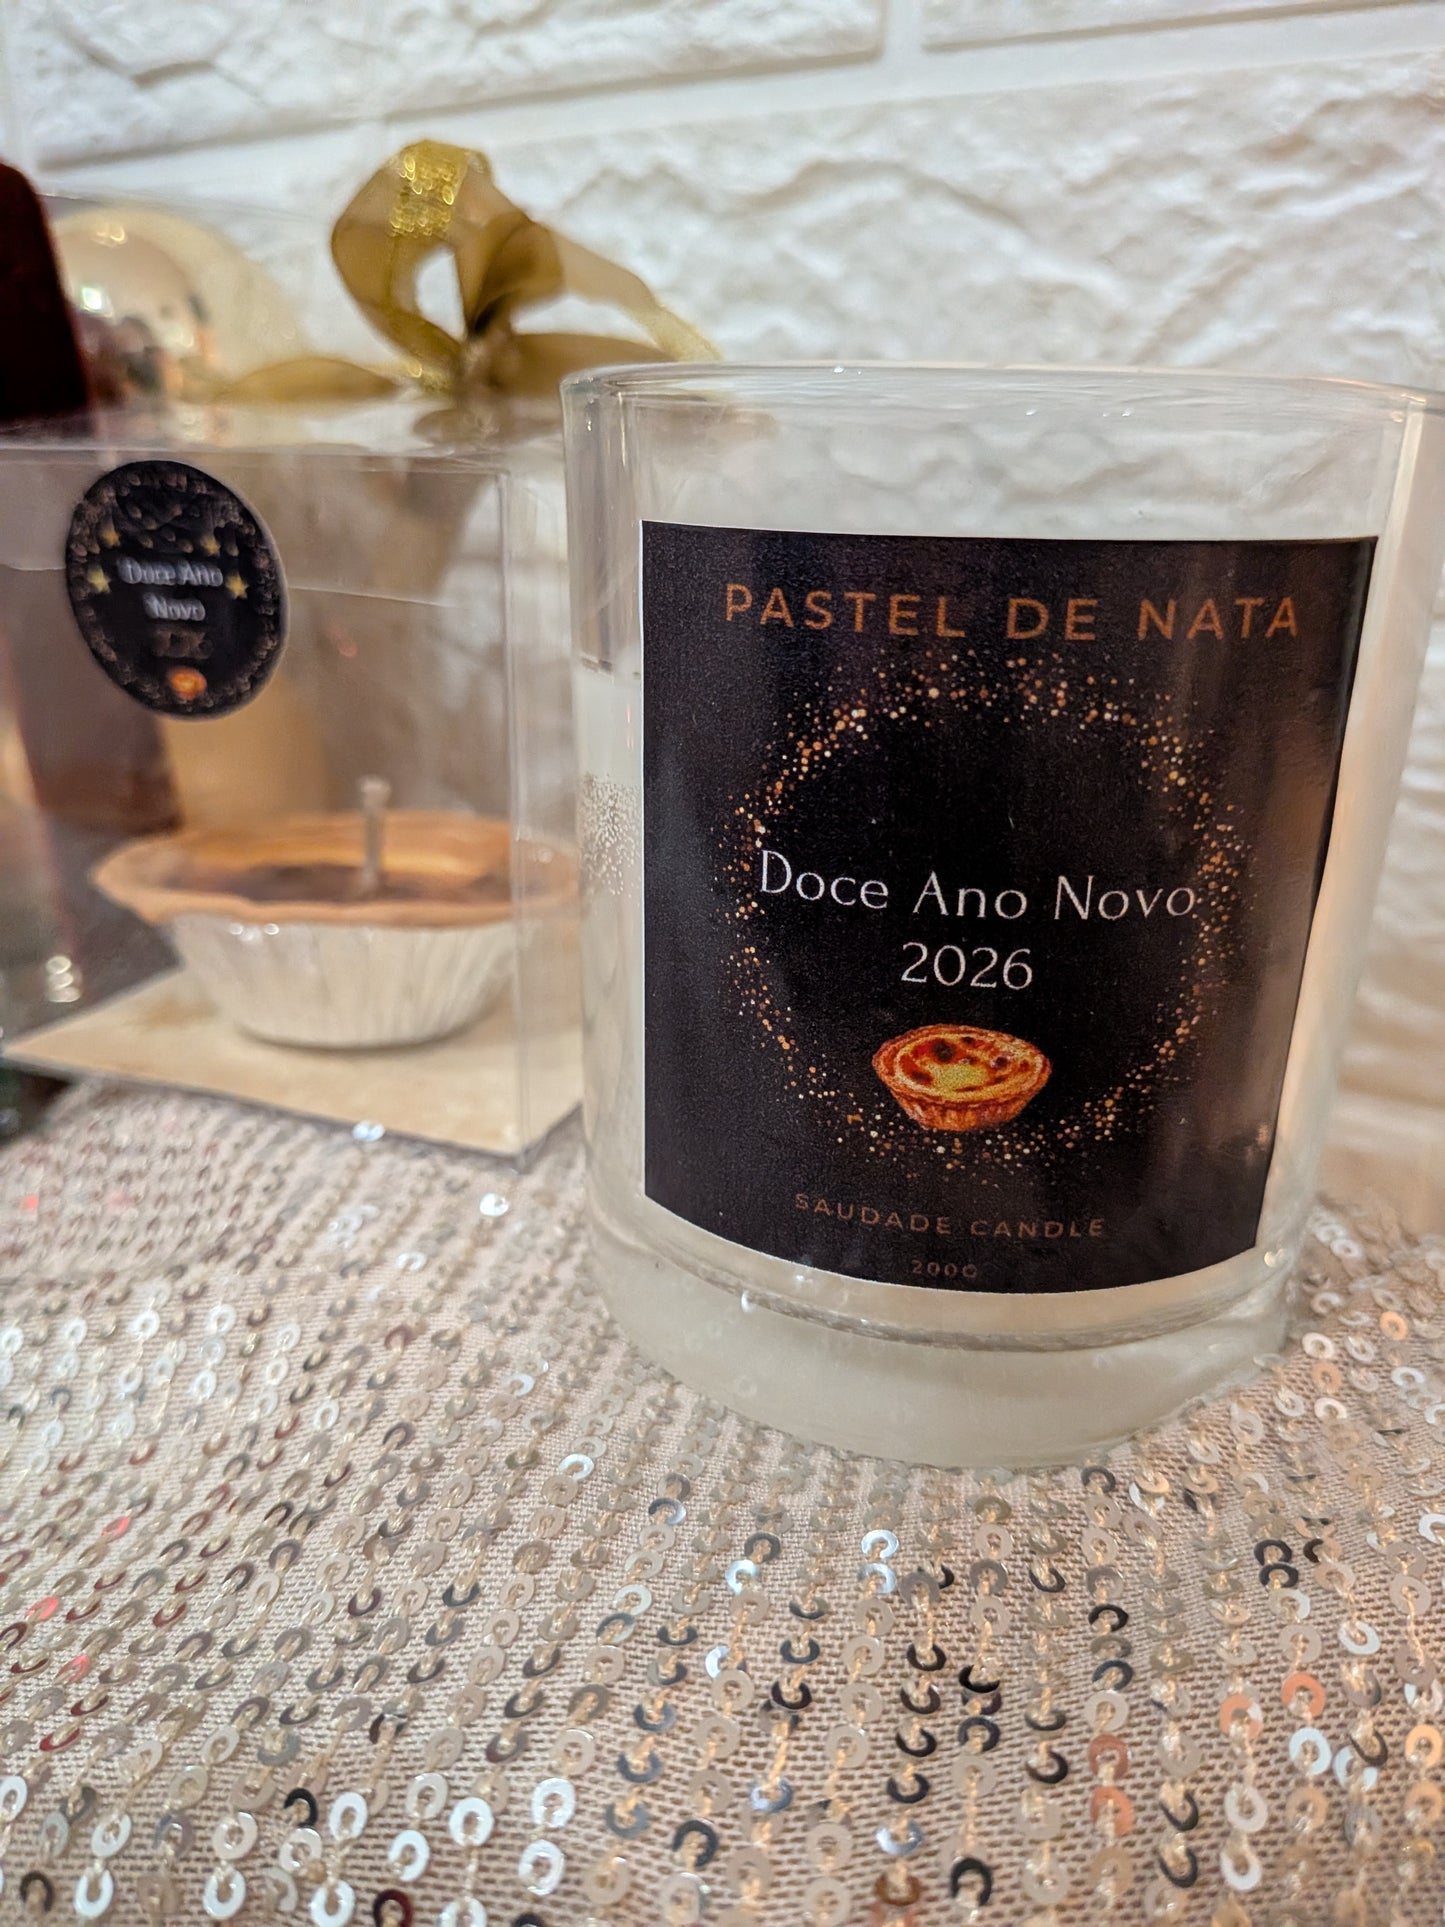 Doce Ano
Novo
PASTEL DE NATA
Doce Ano Novo
2026
SAUDADE CANDLE
200G